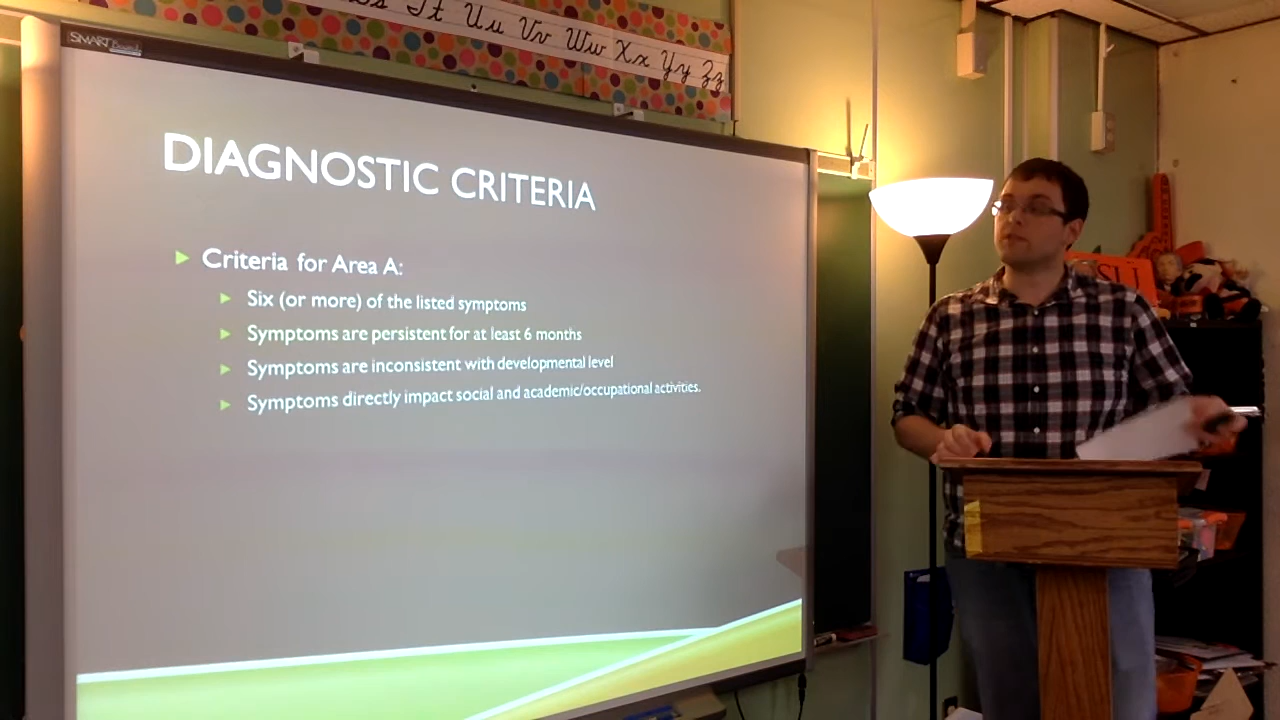 Tt Uu Vv Ww Xx Yy Zz
SMART Board
DIAGNOSTIC CRITERIA
Criteria for Area A:
Six (or more) of the listed symptoms
Symptoms are persistent for at least 6 months
Symptoms are inconsistent with developmental level
Symptoms directly impact social and academic/occupational activities.